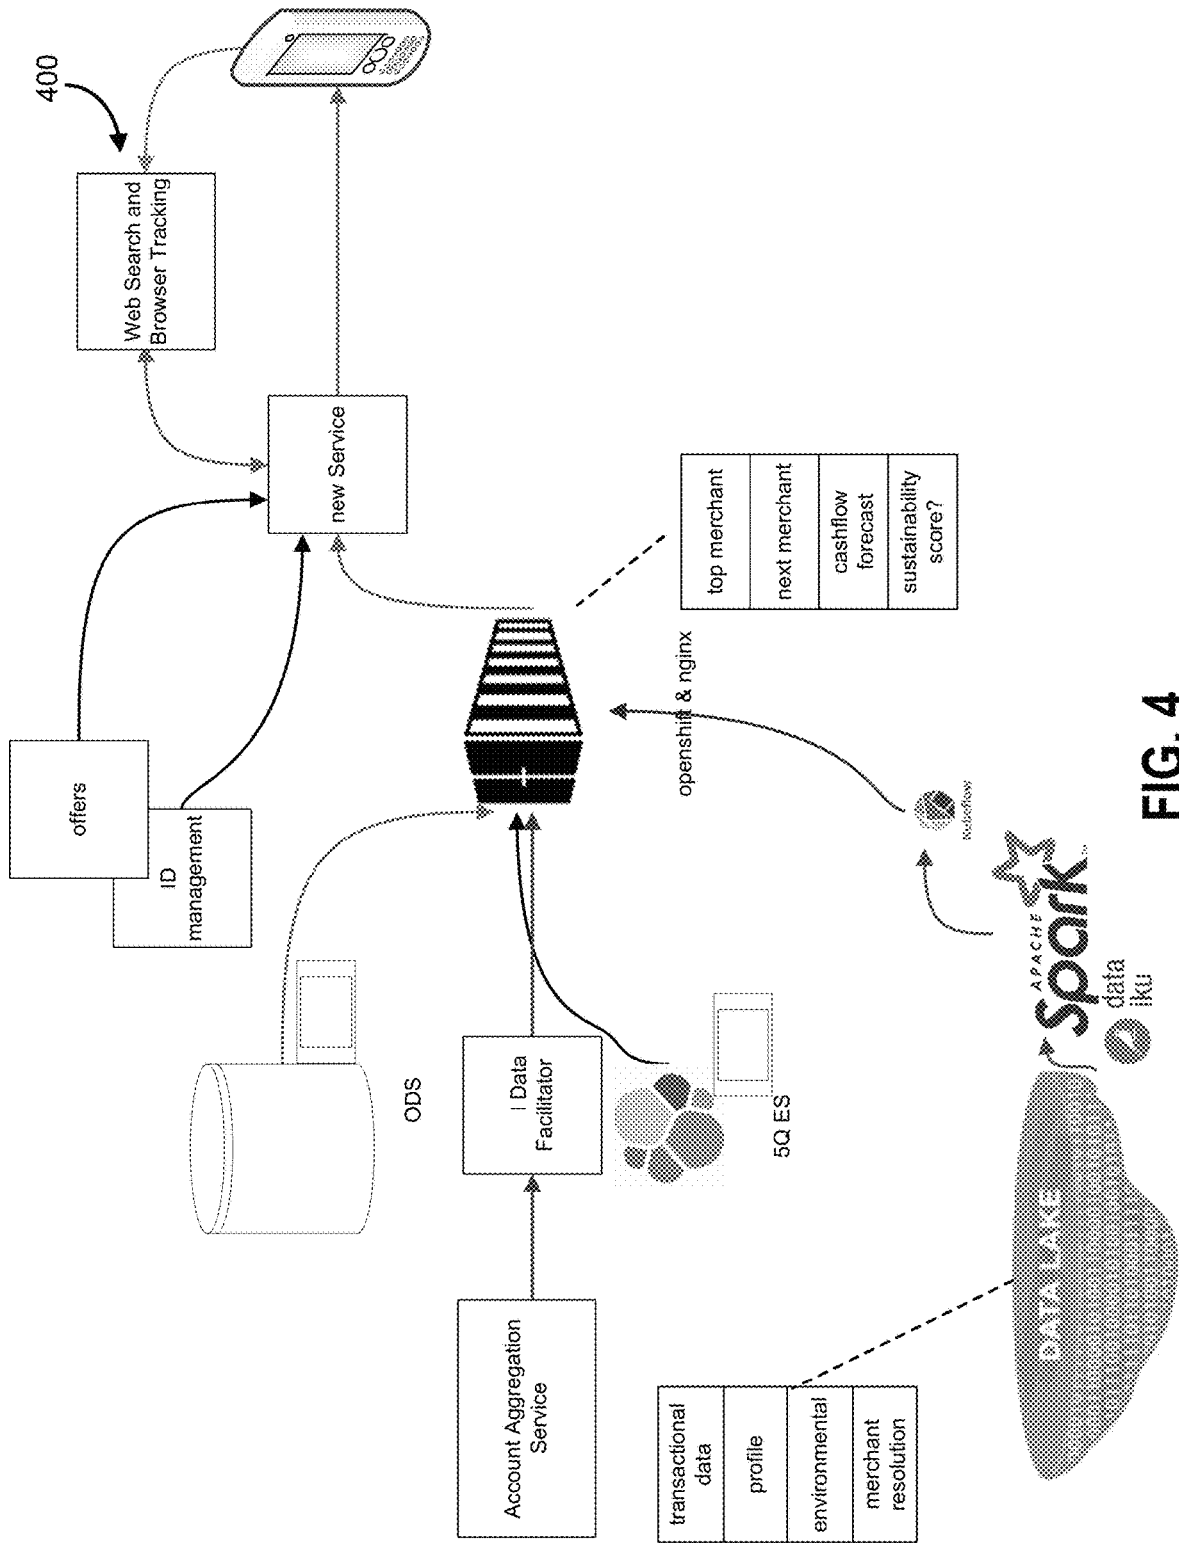 400
Web Search and
Browser Tracking
offers
ID
management
new Service
ODS
Account Aggregation
Service
I Data
Facilitator
5Q ES
openshift & nginx
top merchant
next merchant
cashflow
forecast
sustainability
score?
transactional
data
profile
environmental
merchant
resolution
DATA LAKE
APACHE
Spark
data
iku
FIG. 4